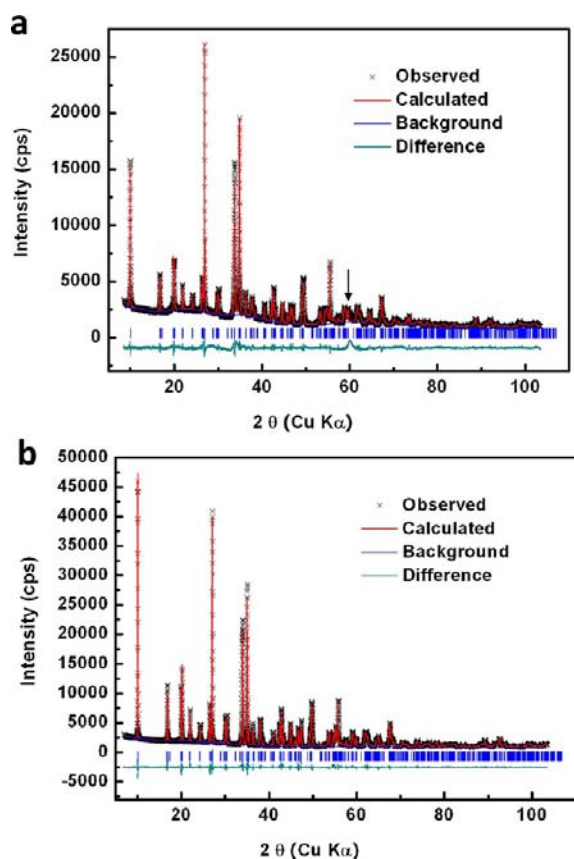 a
25000
20000
15000
10000
5000
0
Intensity (cps)
Observed
Calculated
Background
Difference
20 40 60 80 100
2 θ (Cu Kα)
b
50000
45000
40000
35000
30000
25000
20000
15000
10000
5000
0
-5000
Intensity (cps)
Observed
Calculated
Background
Difference
20 40 60 80 100
2 θ (Cu Kα)